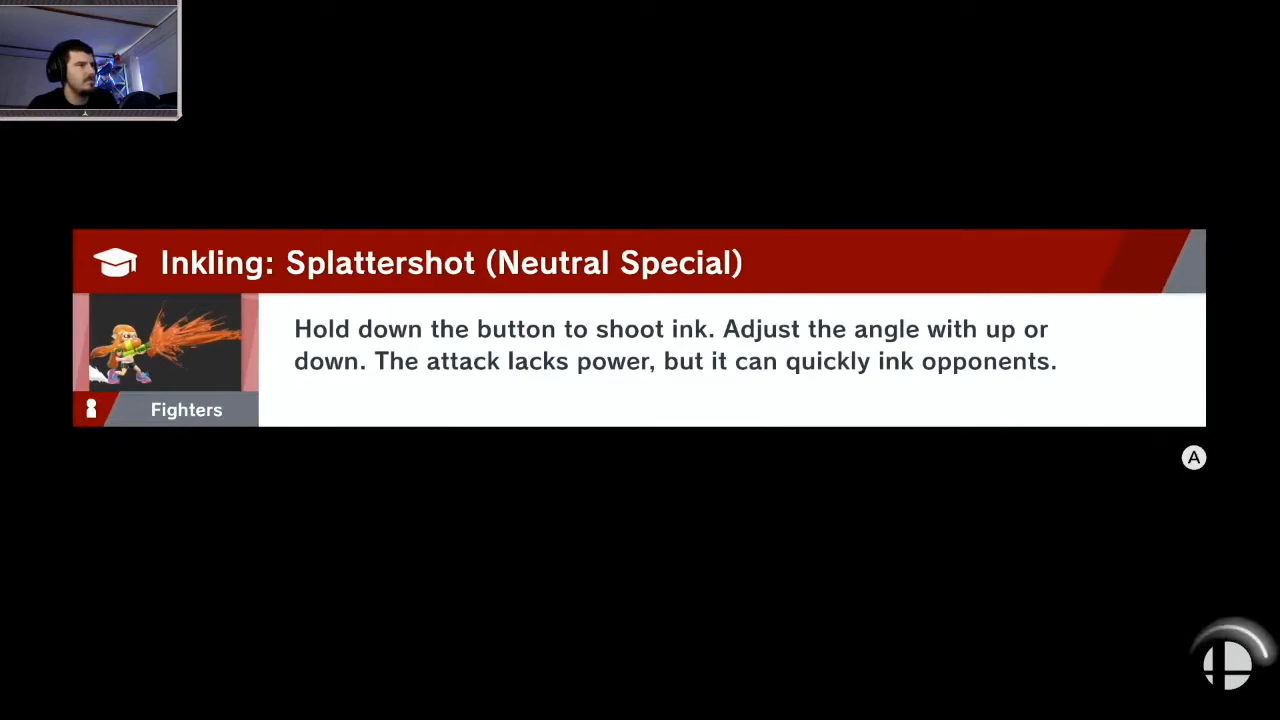 Inkling: Splattershot (Neutral Special)
Hold down the button to shoot ink. Adjust the angle with up or
down. The attack lacks power, but it can quickly ink opponents.
Fighters
A